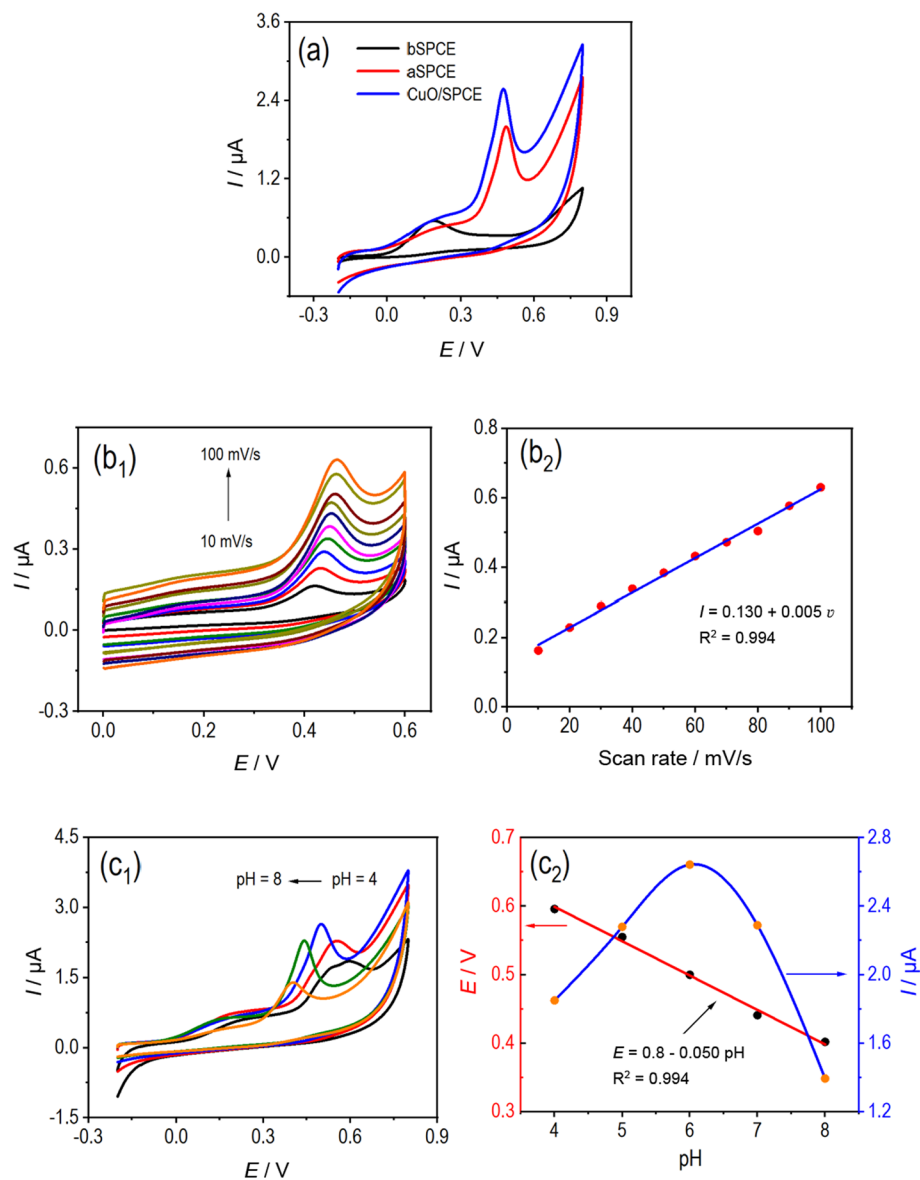 (a)
bSPCE
aSPCE
CuO/SPCE
3.6
2.4
1.2
0.0
I / µA
-0.3 0.0 0.3 0.6 0.9
E / V
(b1)
100 mV/s
10 mV/s
0.6
0.3
0.0
-0.3
I / µA
0.0 0.2 0.4 0.6
E / V
(b2)
0.8
0.6
0.4
0.2
0.0
I / µA
I = 0.130 + 0.005 v
R² = 0.994
0 20 40 60 80 100
Scan rate / mV/s
(c1)
pH = 8 ← pH = 4
4.5
3.0
1.5
0.0
-1.5
I / µA
0.0 0.3 0.6 0.9
E / V
(c2)
0.7
0.6
0.5
0.4
0.3
E / V
2.8
2.4
2.0
1.6
1.2
I / µA
E = 0.8 - 0.050 pH
R² = 0.994
4 5 6 7 8
pH